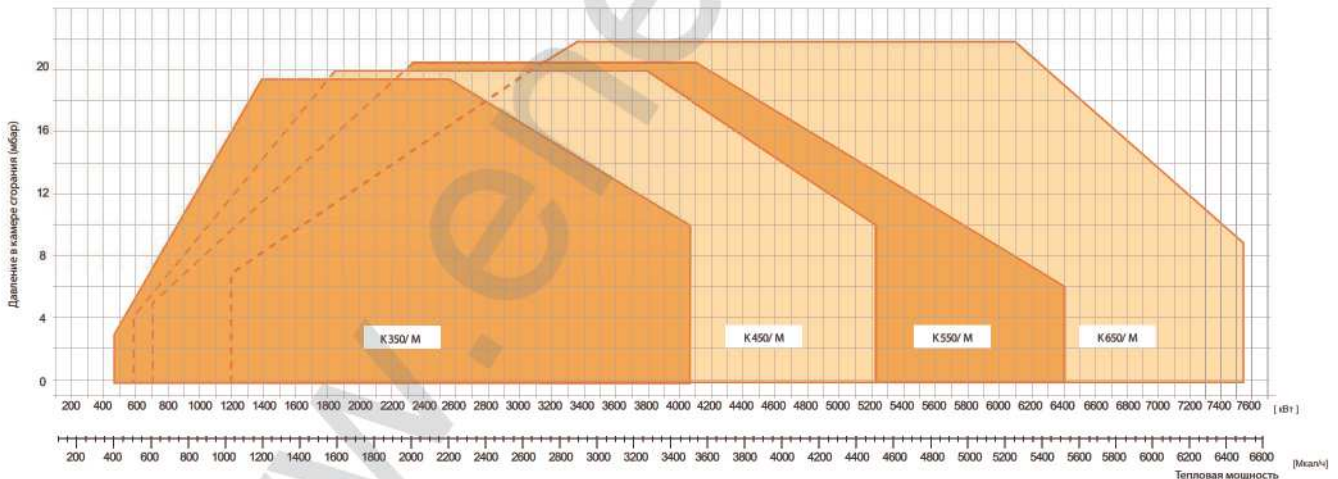 Давление в камере сгорания (мбар)
20
16
12
8
4
0
K350/ M
K450/ M
K550/ M
K650/ M
200 400 600 800 1000 1200 1400 1600 1800 2000 2200 2400 2600 2800 3000 3200 3400 3600 3800 4000 4200 4400 4600 4800 5000 5200 5400 5600 5800 6000 6200 6400 6600 6800 7000 7200 7400 7600 [ кВт ]
200 400 600 800 1000 1200 1400 1600 1800 2000 2200 2400 2600 2800 3000 3200 3400 3600 3800 4000 4200 4400 4600 4800 5000 5200 5400 5600 5800 6000 6200 6400 6600 [Мкал/ч]
Тепловая мощность
w.ene